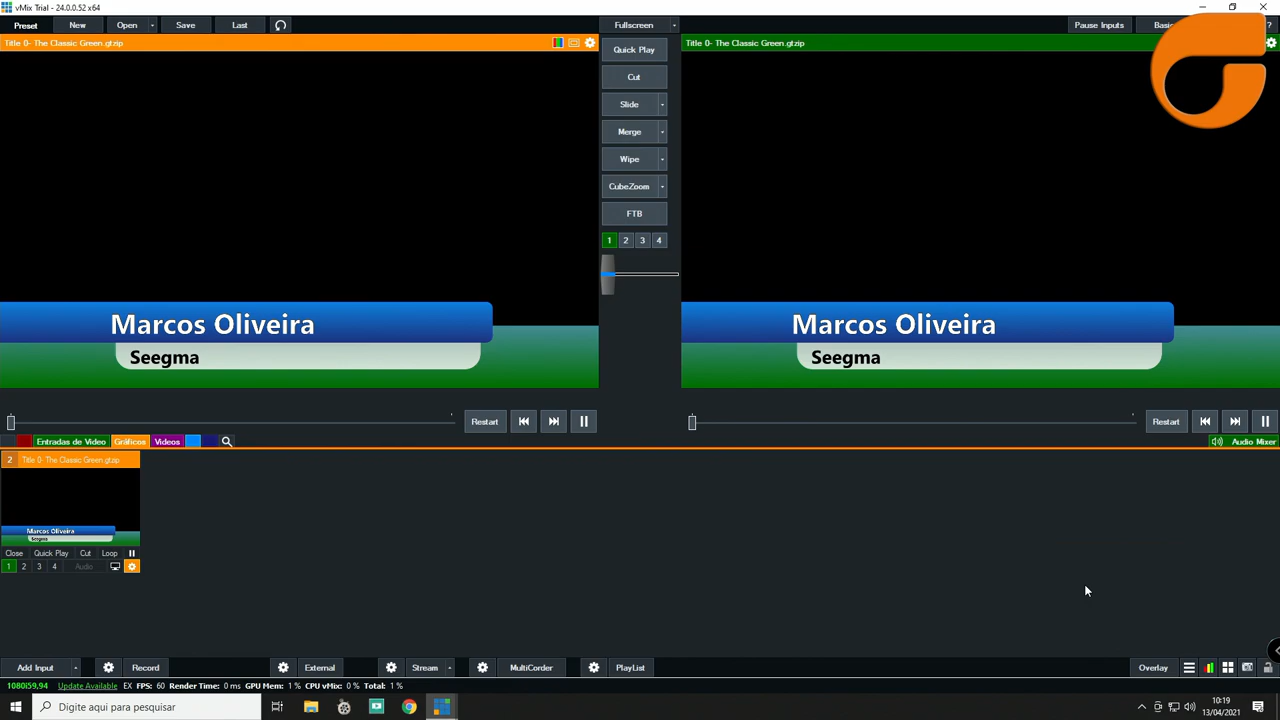 vMix Trial - 24.0.0.52 x64
Preset
New
Open
Save
Last
Fullscreen
Pause Inputs
Basic
?
Title 0- The Classic Green.gtzip
Title 0- The Classic Green.gtzip
Quick Play
Cut
Slide
Merge
Wipe
CubeZoom
FTB
1 2 3 4
Marcos Oliveira
Seegma
Marcos Oliveira
Seegma
Restart
Restart
Entradas de Video
Gráficos
Videos
Audio Mixer
2 Title 0- The Classic Green.gtzip
Marcos Oliveira
Seegma
Close Quick Play Cut Loop
1 2 3 4 Audio
Add Input
Record
External
Stream
MultiCorder
PlayList
Overlay
1080i59,94 Update Available EX FPS: 60 Render Time: 0 ms GPU Mem: 1 % CPU vMix: 0 % Total: 1 %
Digite aqui para pesquisar
10:19
13/04/2021